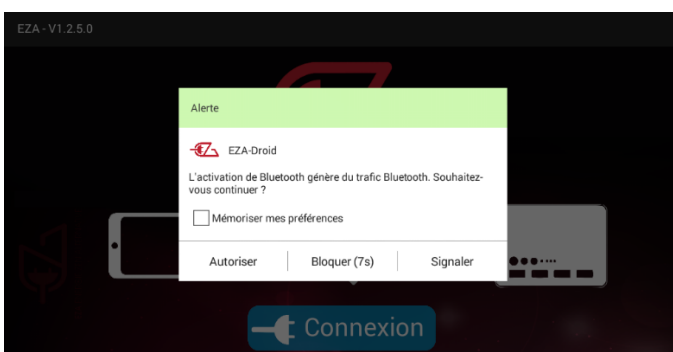 EZA - V1.2.5.0
Alerte
EZA-Droid
L'activation de Bluetooth génère du trafic Bluetooth. Souhaitez-
vous continuer ?
Mémoriser mes préférences
Autoriser
Bloquer (7s)
Signaler
Connexion